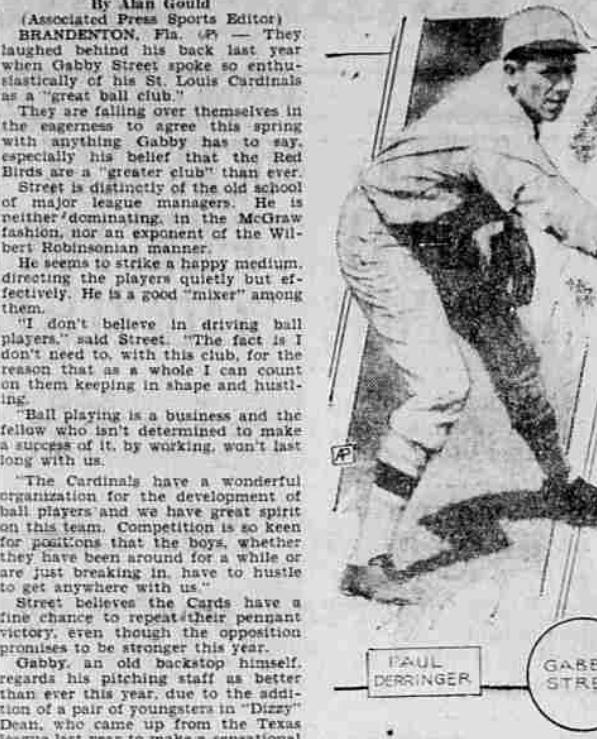 By Alan Gould
(Associated Press Sports Editor)
BRANDENTON, Fla. (AP) — They
laughed behind his back last year
when Gabby Street spoke so enthu-
siastically of his St. Louis Cardinals
as a "great ball club."
They are falling over themselves in
the eagerness to agree this spring
with anything Gabby has to say,
especially his belief that the Red
Birds are a "greater club" than ever.
Street is distinctly of the old school
of major league managers. He is
neither dominating, in the McGraw
fashion, nor an exponent of the Wil-
bert Robinsonian manner.
He seems to strike a happy medium,
directing the players quietly but ef-
fectively. He is a good "mixer" among
them.
"I don't believe in driving ball
players," said Street. "The fact is I
don't need to, with this club, for the
reason that as a whole I can count
on them keeping in shape and hustl-
ing.
"Ball playing is a business and the
fellow who isn't determined to make
a success of it, by working, won't last
long with us.
"The Cardinals have a wonderful
organization for the development of
ball players and we have great spirit
on this team. Competition is so keen
for positions that the boys, whether
they have been around for a while or
are just breaking in, have to hustle
to get anywhere with us."
Street believes the Cards have a
fine chance to repeat their pennant
victory, even though the opposition
promises to be stronger this year.
Gabby, an old backstop himself,
regards his pitching staff as better
than ever this year, due to the addi-
tion of a pair of youngsters in "Dizzy"
Dean, who came up from the Texas
league last year to make a sensational
AP
PAUL
DERRINGER
GABB
STRE